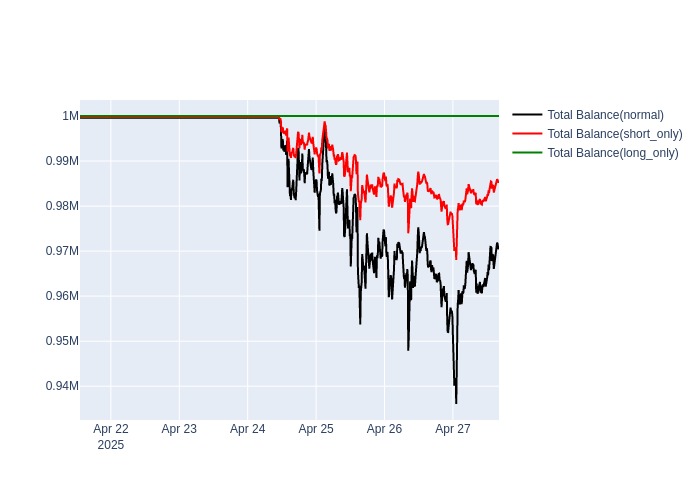 1M
0.99M
0.98M
0.97M
0.96M
0.95M
0.94M
Apr 22
2025
Apr 23
Apr 24
Apr 25
Apr 26
Apr 27
Total Balance(normal)
Total Balance(short_only)
Total Balance(long_only)